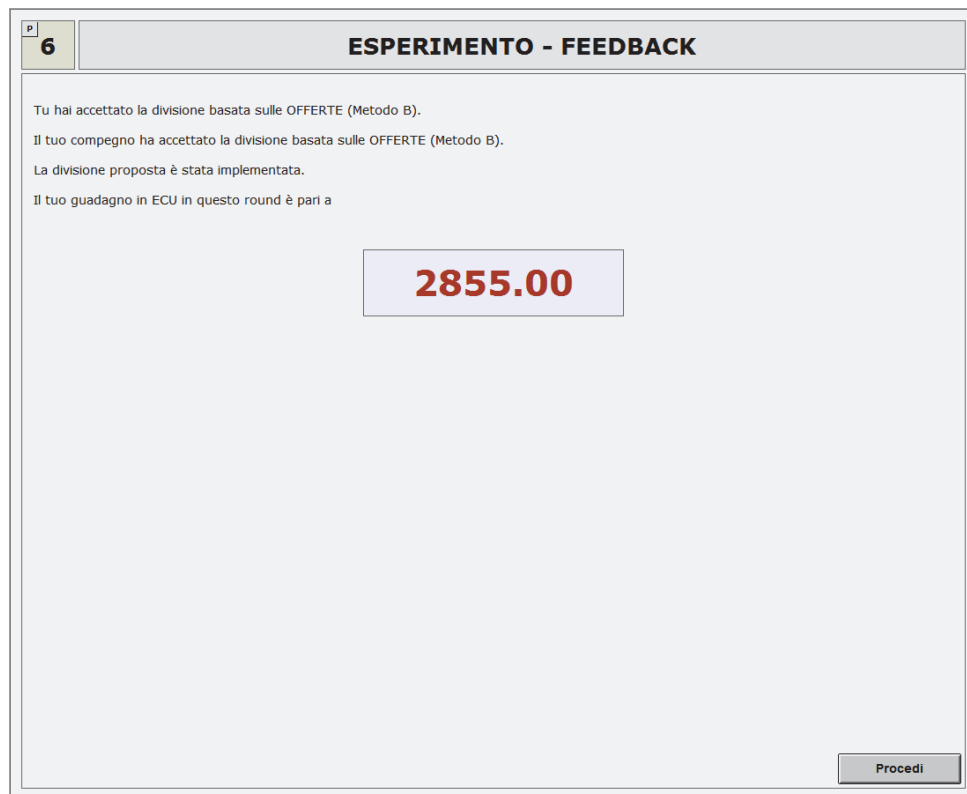 P
6
ESPERIMENTO - FEEDBACK
Tu hai accettato la divisione basata sulle OFFERTE (Metodo B).
Il tuo compegno ha accettato la divisione basata sulle OFFERTE (Metodo B).
La divisione proposta è stata implementata.
Il tuo guadagno in ECU in questo round è pari a
2855.00
Procedi